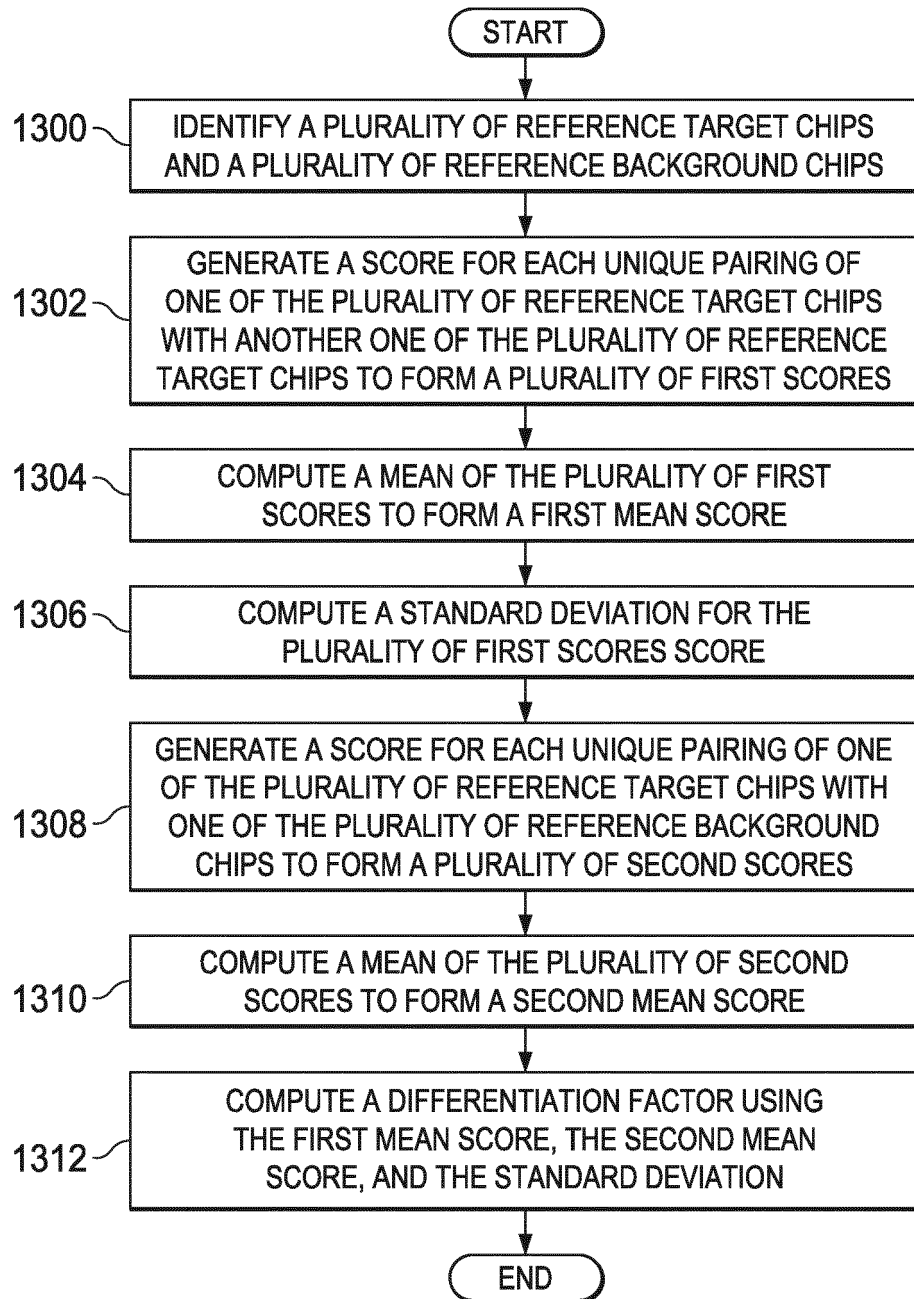 START
1300
IDENTIFY A PLURALITY OF REFERENCE TARGET CHIPS
AND A PLURALITY OF REFERENCE BACKGROUND CHIPS
1302
GENERATE A SCORE FOR EACH UNIQUE PAIRING OF
ONE OF THE PLURALITY OF REFERENCE TARGET CHIPS
WITH ANOTHER ONE OF THE PLURALITY OF REFERENCE
TARGET CHIPS TO FORM A PLURALITY OF FIRST SCORES
1304
COMPUTE A MEAN OF THE PLURALITY OF FIRST
SCORES TO FORM A FIRST MEAN SCORE
1306
COMPUTE A STANDARD DEVIATION FOR THE
PLURALITY OF FIRST SCORES SCORE
1308
GENERATE A SCORE FOR EACH UNIQUE PAIRING OF ONE
OF THE PLURALITY OF REFERENCE TARGET CHIPS WITH
ONE OF THE PLURALITY OF REFERENCE BACKGROUND
CHIPS TO FORM A PLURALITY OF SECOND SCORES
1310
COMPUTE A MEAN OF THE PLURALITY OF SECOND
SCORES TO FORM A SECOND MEAN SCORE
1312
COMPUTE A DIFFERENTIATION FACTOR USING
THE FIRST MEAN SCORE, THE SECOND MEAN
SCORE, AND THE STANDARD DEVIATION
END